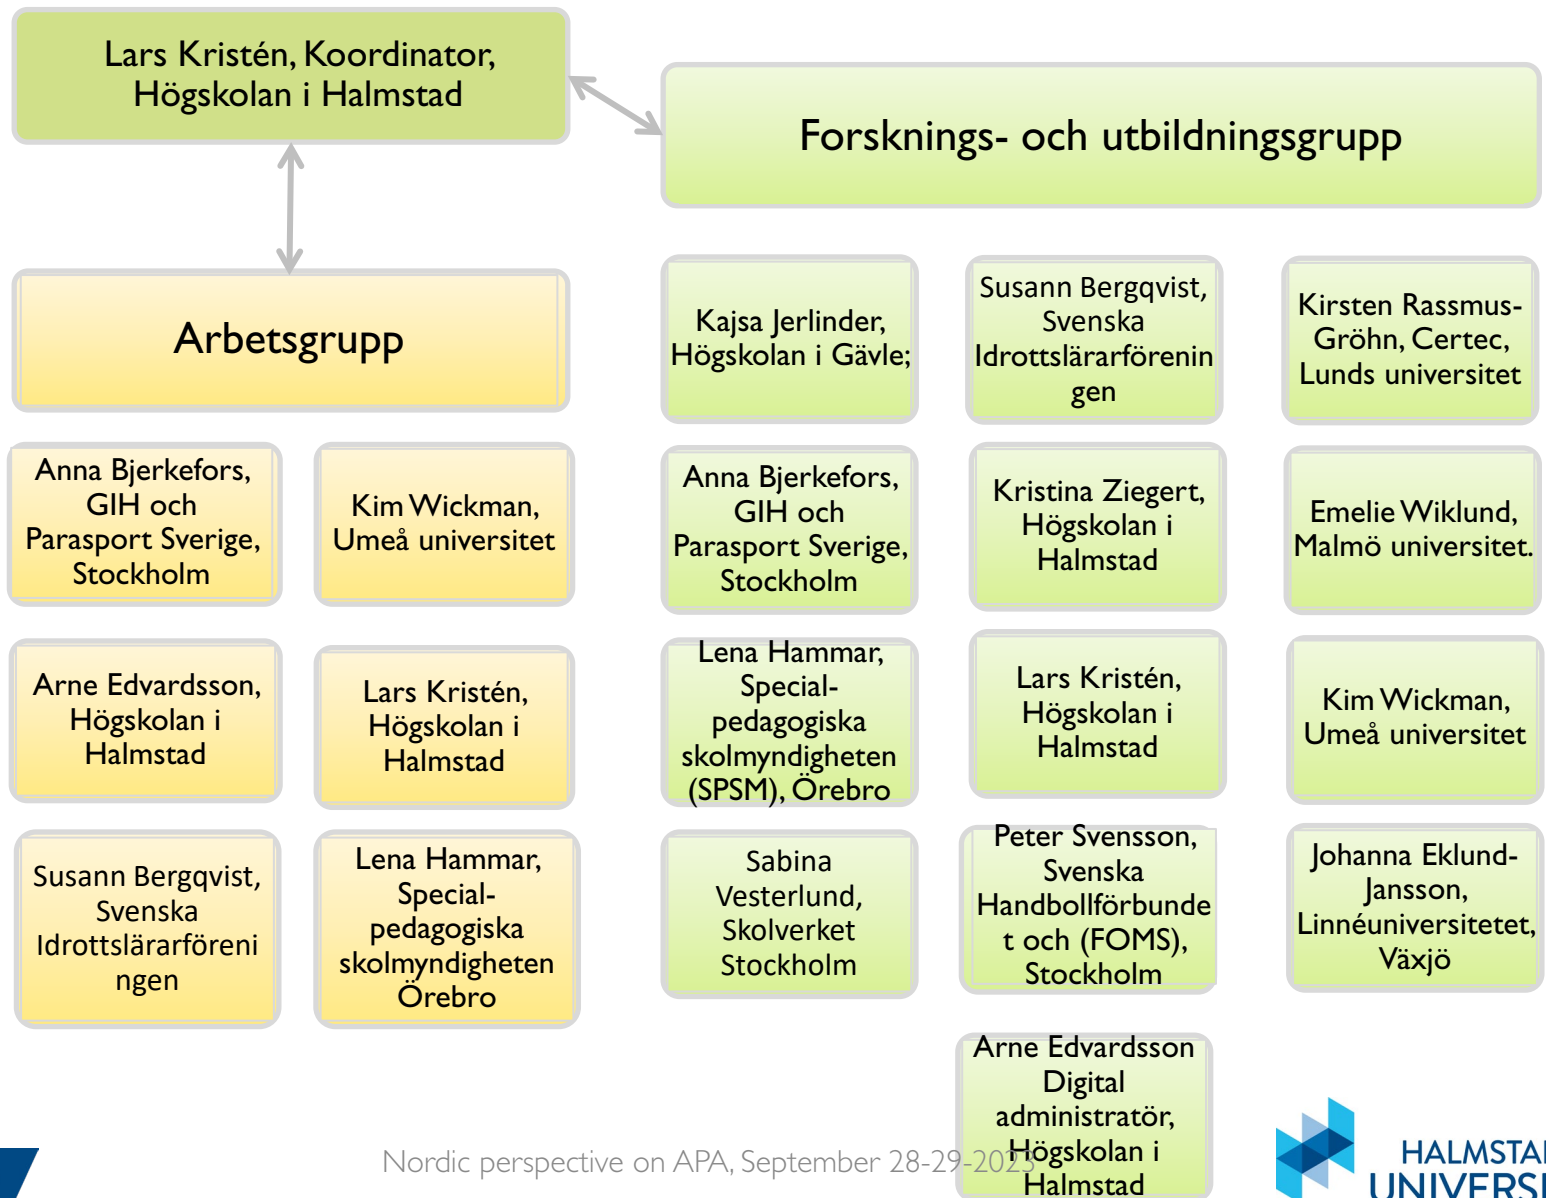 Lars Kristén, Koordinator,
Högskolan i Halmstad
Forsknings- och utbildningsgrupp
Arbetsgrupp
Anna Bjerkefors,
GIH och
Parasport Sverige,
Stockholm
Kim Wickman,
Umeå universitet
Arne Edvardsson,
Högskolan i
Halmstad
Lars Kristén,
Högskolan i
Halmstad
Susann Bergqvist,
Svenska
Idrottslärarföreni
ngen
Lena Hammar,
Special-
pedagogiska
skolmyndigheten
Örebro
Kajsa Jerlinder,
Högskolan i Gävle;
Susann Bergqvist,
Svenska
Idrottslärarförenin
gen
Kirsten Rassmus-
Gröhn, Certec,
Lunds universitet
Anna Bjerkefors,
GIH och
Parasport Sverige,
Stockholm
Kristina Ziegert,
Högskolan i
Halmstad
Emelie Wiklund,
Malmö universitet.
Lena Hammar,
Special-
pedagogiska
skolmyndigheten
(SPSM), Örebro
Lars Kristén,
Högskolan i
Halmstad
Kim Wickman,
Umeå universitet
Sabina
Vesterlund,
Skolverket
Stockholm
Peter Svensson,
Svenska
Handbollförbunde
t och (FOMS),
Stockholm
Johanna Eklund-
Jansson,
Linnéuniversitetet,
Växjö
Arne Edvardsson
Digital
administratör,
Högskolan i
Halmstad
Nordic perspective on APA, September 28-29-2023
HALMSTA
UNIVERSI